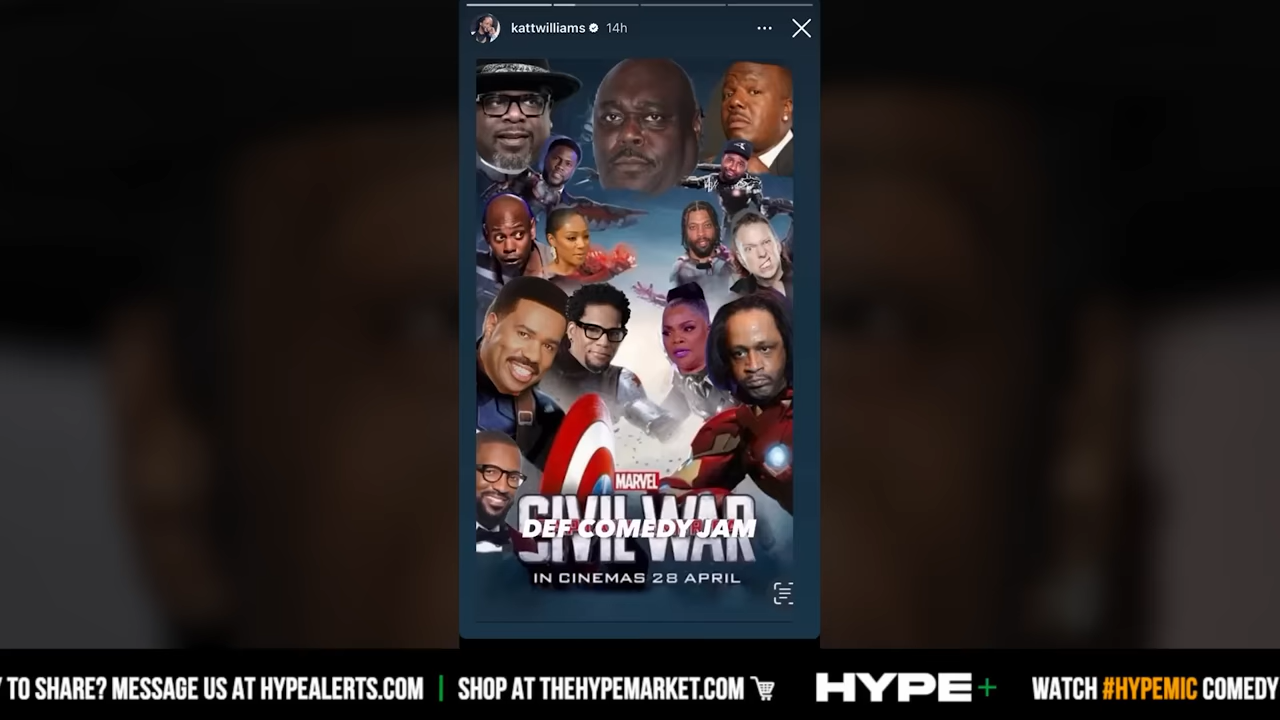 kattwilliams 14h
MARVEL
CIVIL WAR
DEF COMEDY JAM
IN CINEMAS 28 APRIL
TO SHARE? MESSAGE US AT HYPEALERTS.COM | SHOP AT THEHYPEMARKET.COM HYPE+ WATCH #HYPEMIC COMEDY